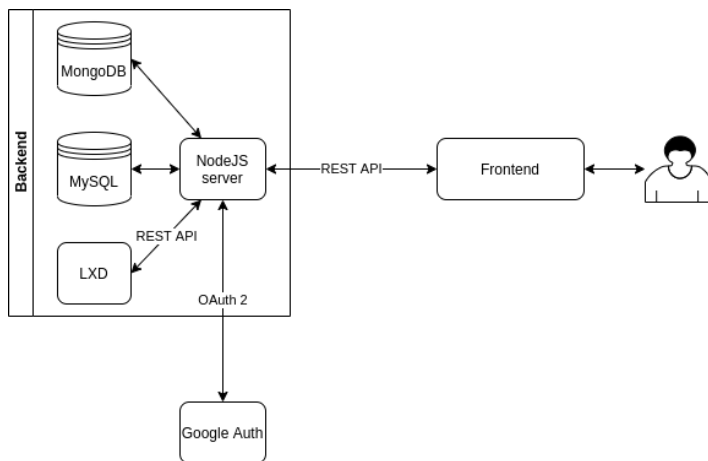 Backend
MongoDB
MySQL
NodeJS
server
REST API
Frontend
REST API
LXD
OAuth 2
Google Auth